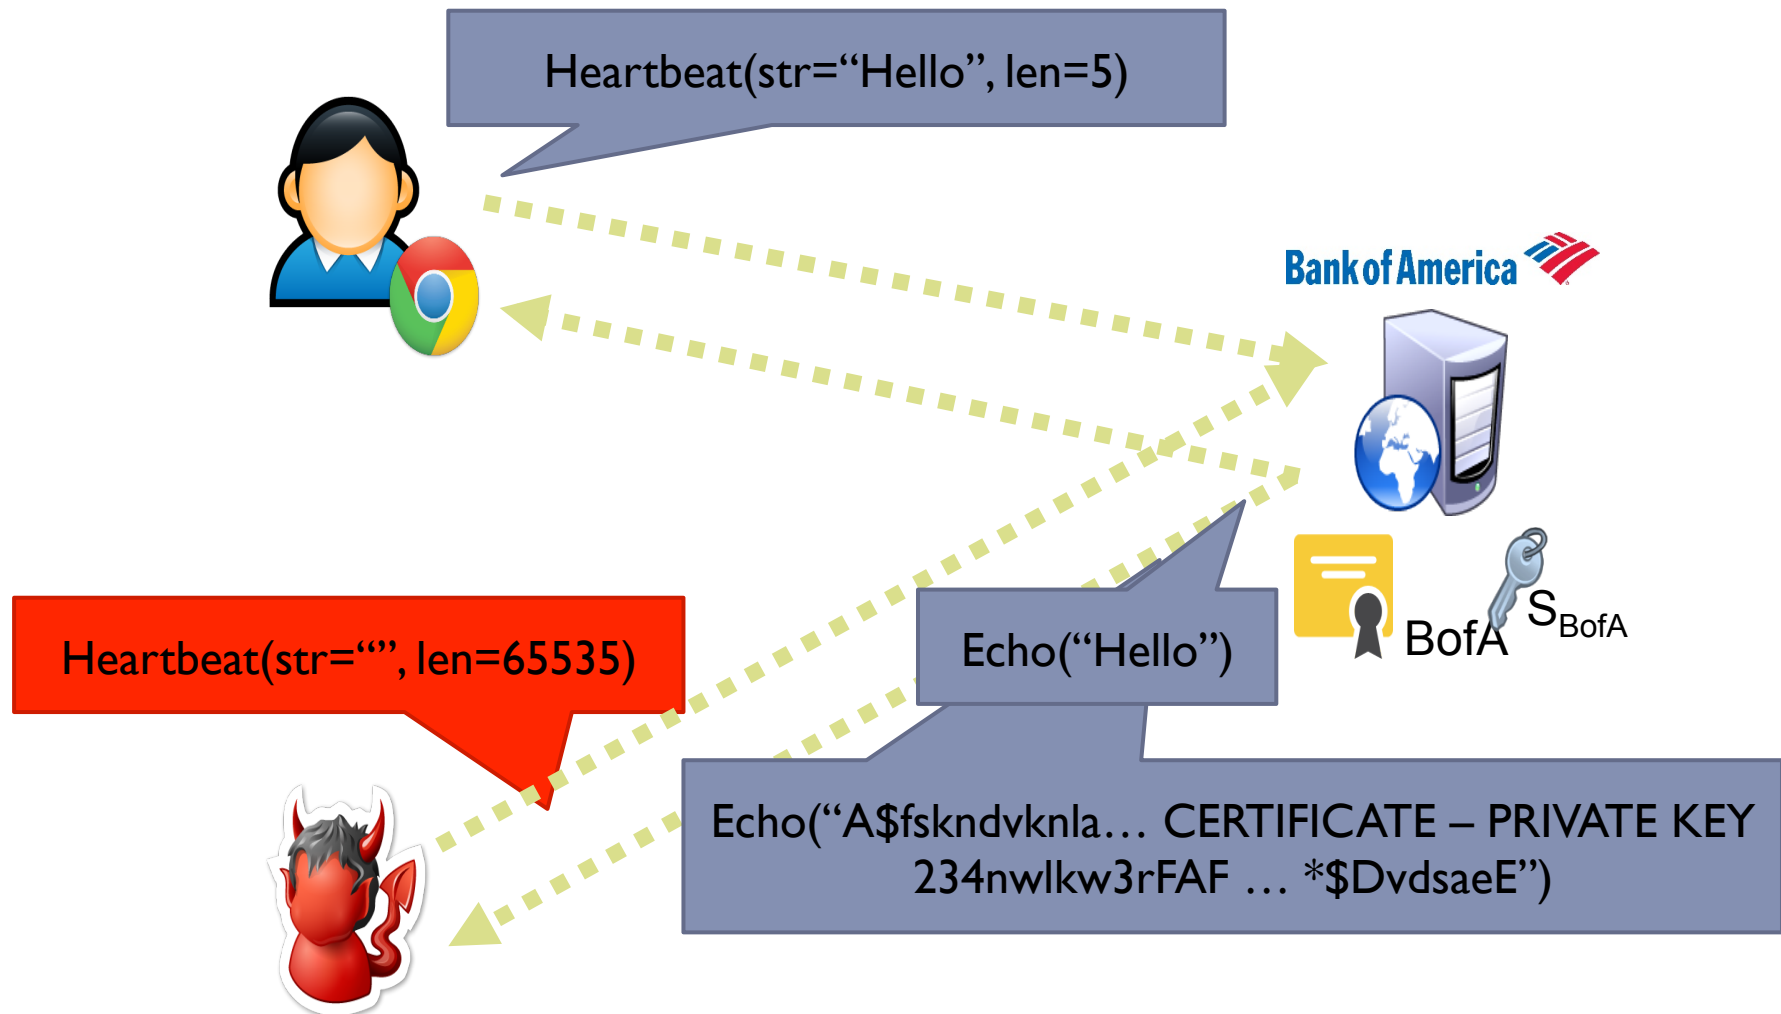 Heartbeat(str=“Hello”, len=5)
Bank of America
Heartbeat(str=“”, len=65535)
Echo(“Hello”)
BofA
S BofA
Echo(“A$fskndvknla… CERTIFICATE – PRIVATE KEY
234nwlkw3rFAF … *$DvdsaeE”)